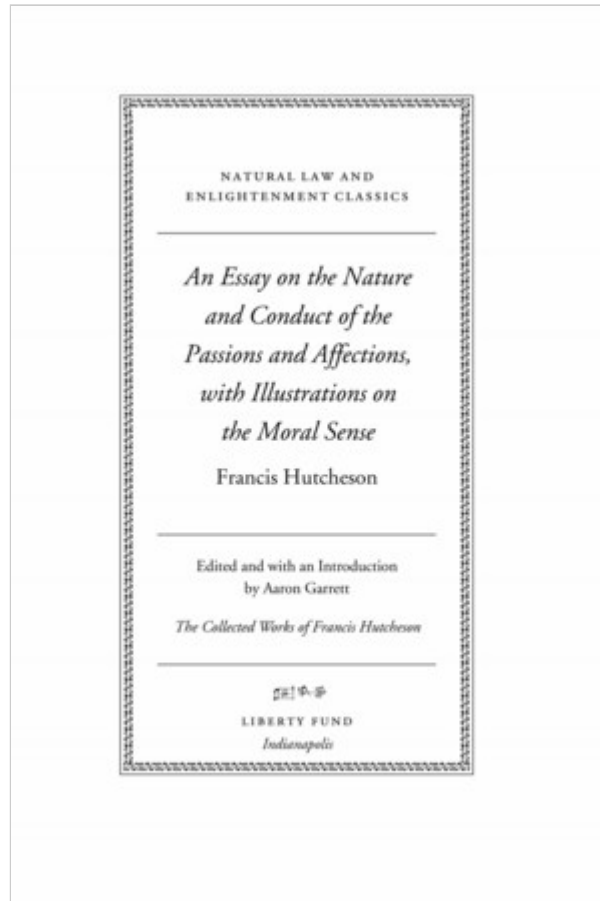 NATURAL LAW AND
ENLIGHTENMENT CLASSICS
An Essay on the Nature
and Conduct of the
Passions and Affections,
with Illustrations on
the Moral Sense
Francis Hutcheson
Edited and with an Introduction
by Aaron Garrett
The Collected Works of Francis Hutcheson
LIBERTY FUND
Indianapolis